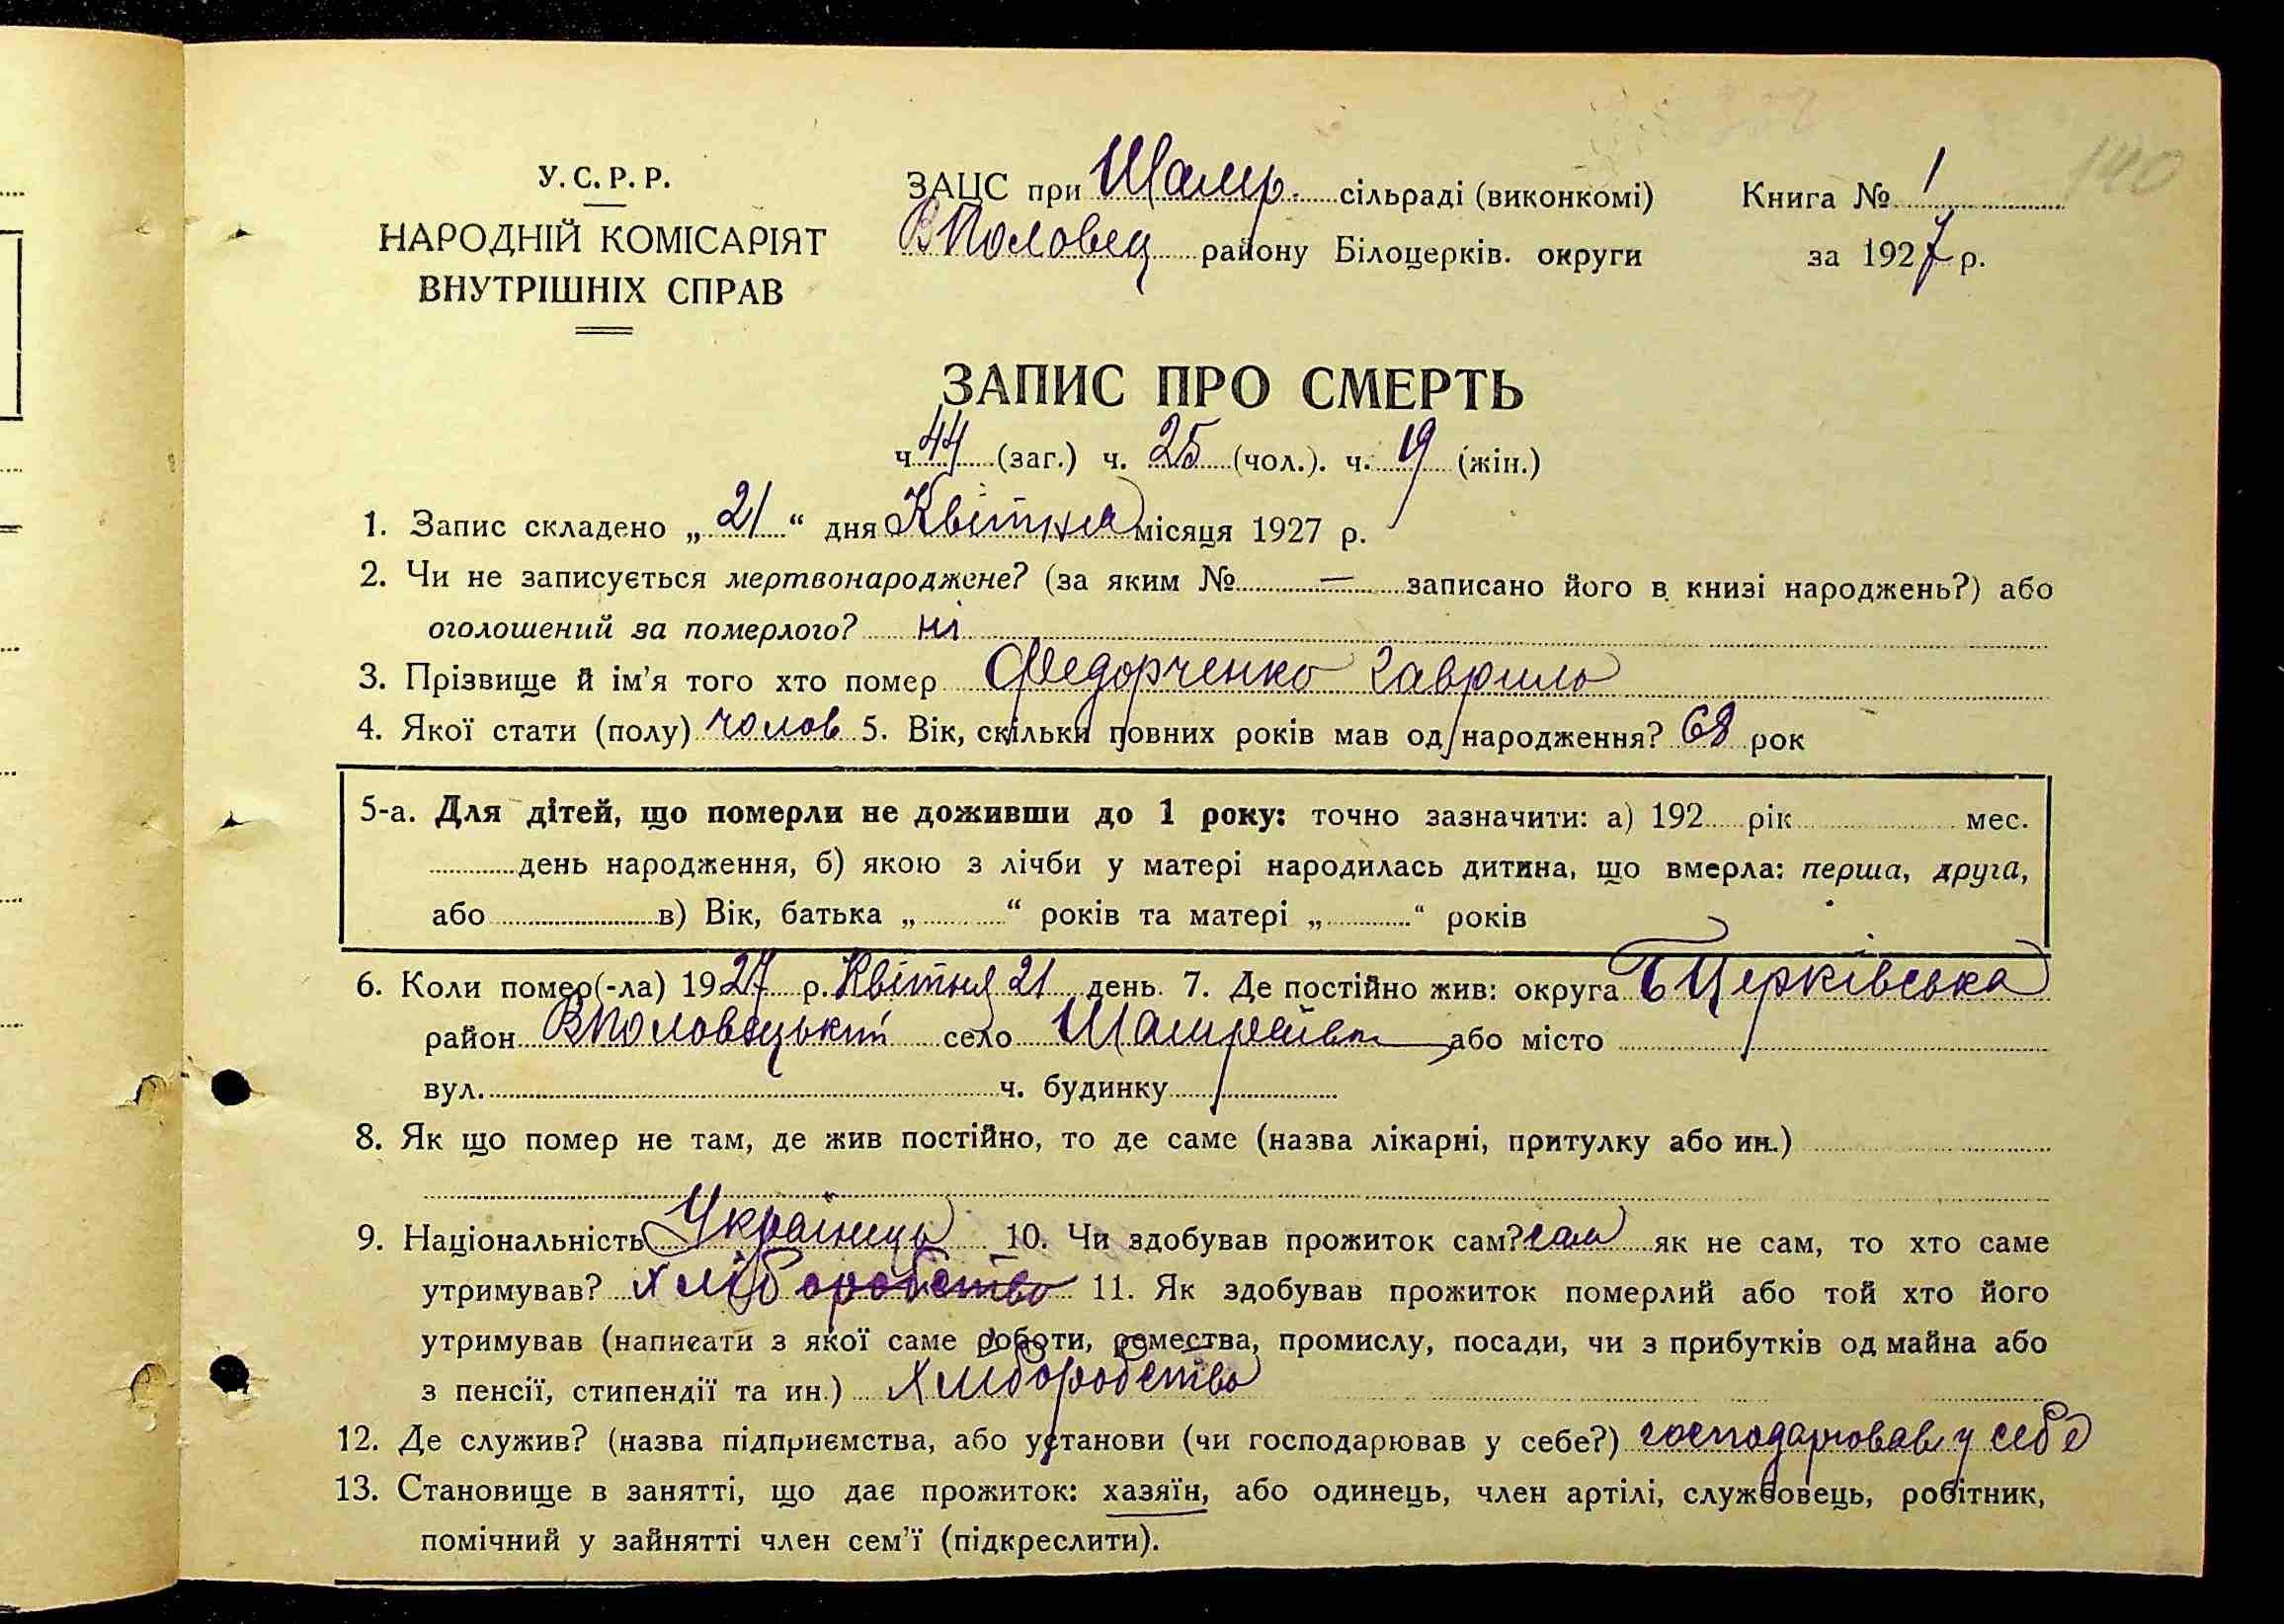 140
У. С. Р. Р.
НАРОДНІЙ КОМІСАРІЯТ
ВНУТРІШНІХ СПРАВ
ЗАЦС при Шамр. сільраді (виконкомі)
ВПоловец району Білоцерків. округи
Книга № 1
за 1927 р.
ЗАПИС ПРО СМЕРТЬ
ч. 44 (заг.) ч. 25 (чол.). ч. 19 (жін.)
1. Запис складено „ 21 “ дня Квітня місяця 1927 р.
2. Чи не записується мертвонароджене? (за яким № — записано його в книзі народжень?) або
оголошений за померлого? ні
3. Прізвище й ім'я того хто помер Федорченко Гаврило
4. Якої стати (полу) чолов 5. Вік, скільки повних років мав од народження? 68 рок
5-а. Для дітей, що померли не доживши до 1 року: точно зазначити: а) 192 рік мес.
день народження, б) якою з лічби у матері народилась дитина, що вмерла: перша, друга,
або в) Вік, батька „ “ років та матері „ “ років
6. Коли помер(-ла) 1927 р. Квітня 21 день. 7. Де постійно жив: округа БЦерківська
район ВПоловецький село Шамраївка або місто
вул. ч. будинку
8. Як що помер не там, де жив постійно, то де саме (назва лікарні, притулку або ин.)
9. Національність Українець 10. Чи здобував прожиток сам? сам як не сам, то хто саме
утримував? хліборобство 11. Як здобував прожиток померлий або той хто його
утримував (написати з якої саме роботи, ремества, промислу, посади, чи з прибутків од майна або
з пенсії, стипендії та ин.) хліборобство
12. Де служив? (назва підприємства, або установи (чи господарював у себе?) господарював у себе
13. Становище в занятті, що дає прожиток: хазяїн, або одинець, член артілі, службовець, робітник,
помічний у зайнятті член сем'ї (підкреслити).